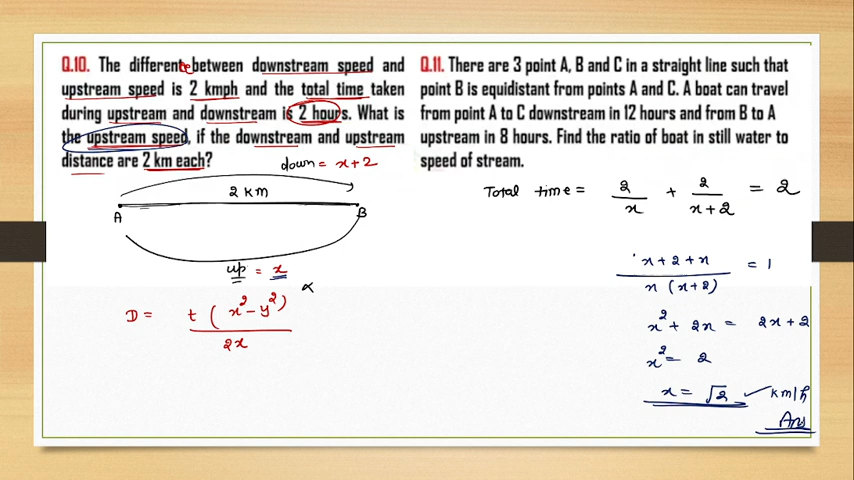 Q.10. The different between downstream speed and
upstream speed is 2 kmph and the total time taken
during upstream and downstream is 2 hours. What is
the upstream speed, if the downstream and upstream
distance are 2 km each?
down = x+2
2 KM
A
B
up = x
D = t(x²-y²)/2x
Q.11. There are 3 point A, B and C in a straight line such that
point B is equidistant from points A and C. A boat can travel
from point A to C downstream in 12 hours and from B to A
upstream in 8 hours. Find the ratio of boat in still water to
speed of stream.
Total time = 2/x + 2/(x+2) = 2
x+2+x/x(x+2) = 1
x² + 2x = 2x+2
x² = 2
x = √2 km/h
Ans